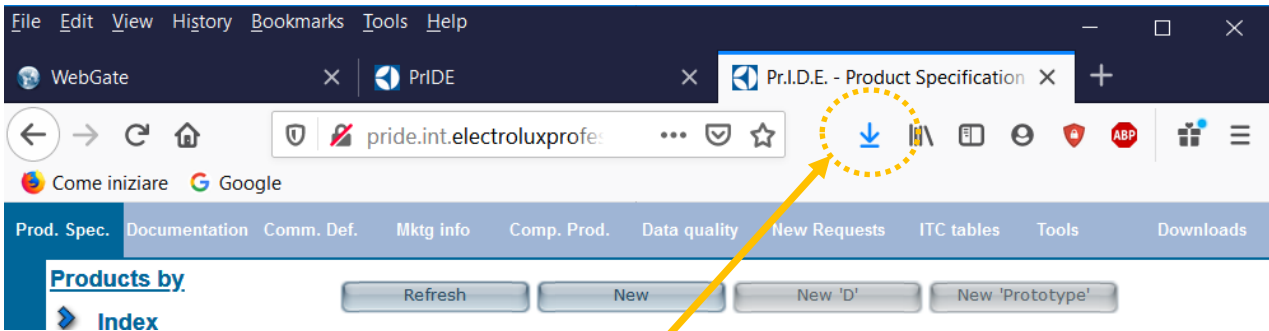 File Edit View History Bookmarks Tools Help
WebGate PrIDE Pr.I.D.E. - Product Specification
pride.int.electroluxprofes ABP
Come iniziare Google
Prod. Spec. Documentation Comm. Def. Mktg info Comp. Prod. Data quality New Requests ITC tables Tools Downloads
Products by
Refresh New New 'D' New 'Prototype'
Index